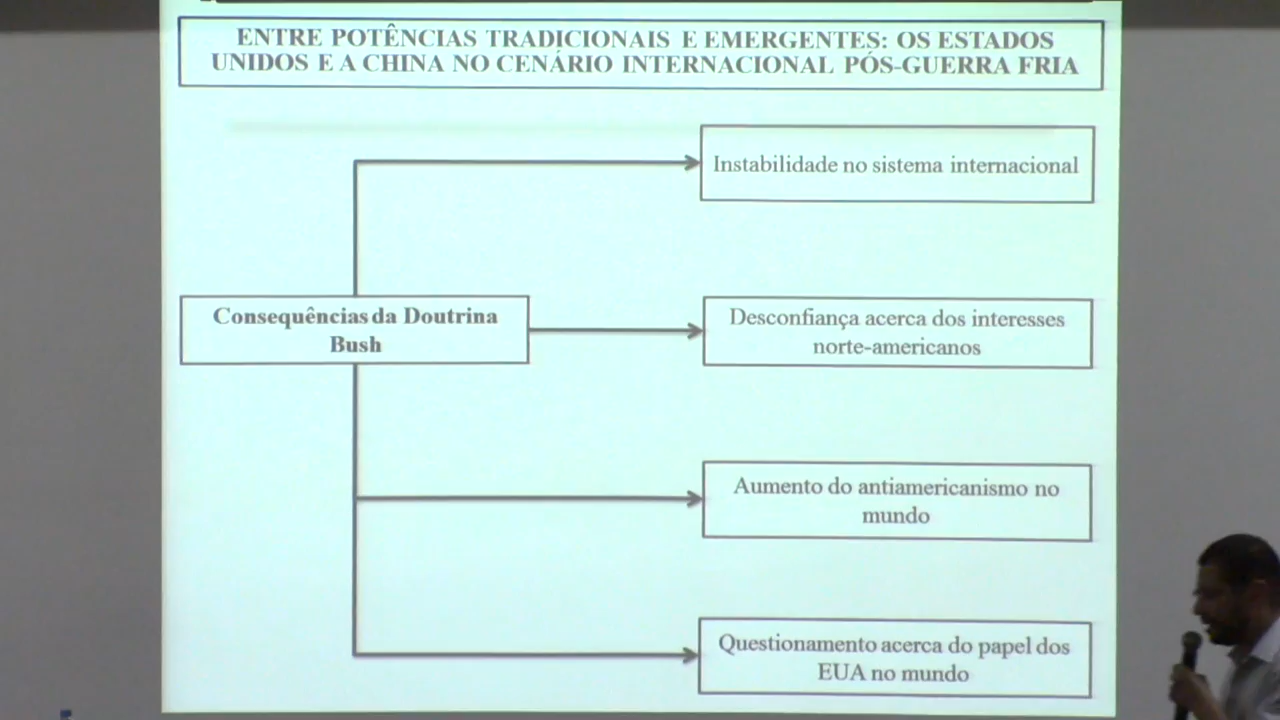 ENTRE POTÊNCIAS TRADICIONAIS E EMERGENTES: OS ESTADOS
UNIDOS E A CHINA NO CENÁRIO INTERNACIONAL PÓS-GUERRA FRIA
Instabilidade no sistema internacional
Consequências da Doutrina
Bush
Desconfiança acerca dos interesses
norte-americanos
Aumento do antiamericanismo no
mundo
Questionamento acerca do papel dos
EUA no mundo